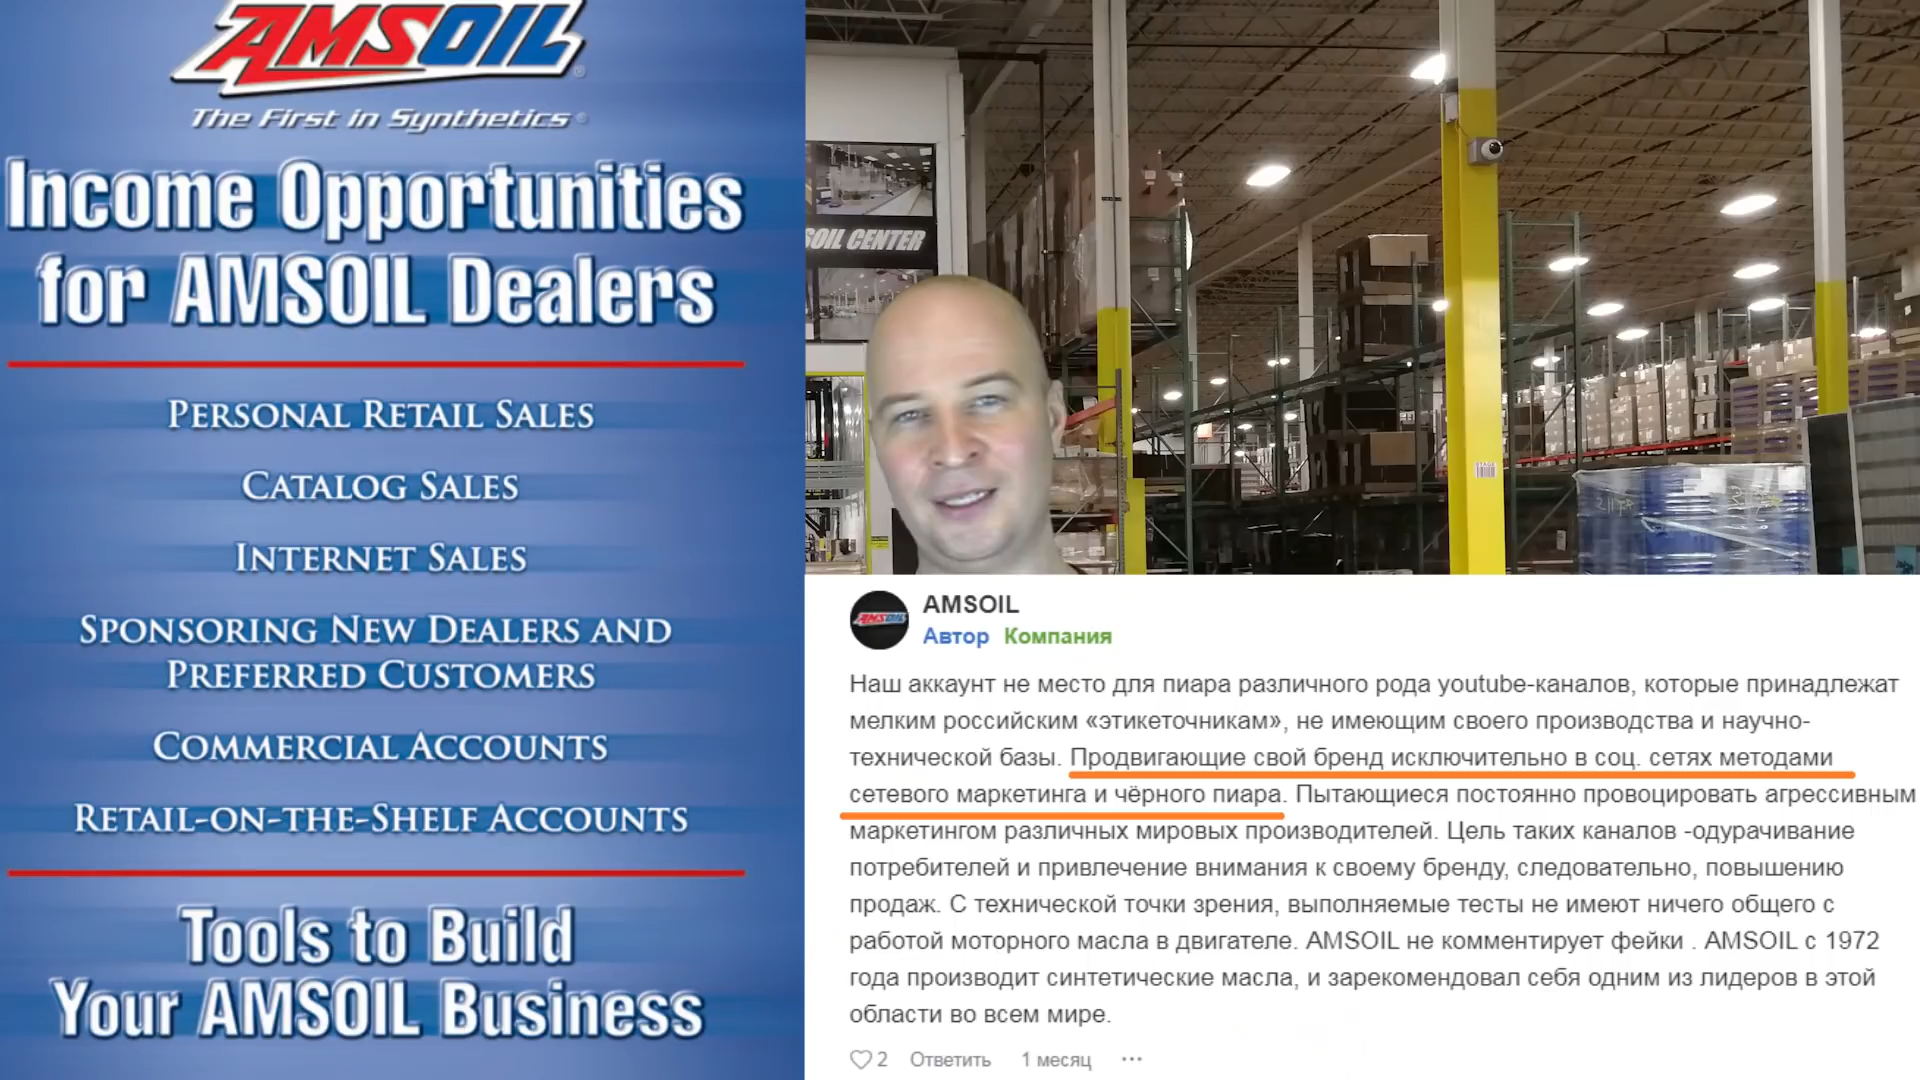 AMSOIL
The First in Synthetics
Income Opportunities
for AMSOIL Dealers
PERSONAL RETAIL SALES
CATALOG SALES
INTERNET SALES
SPONSORING NEW DEALERS AND
PREFERRED CUSTOMERS
COMMERCIAL ACCOUNTS
RETAIL-ON-THE-SHELF ACCOUNTS
Tools to Build
Your AMSOIL Business
SOIL CENTER
AMSOIL
AMSOIL
Автор Компания
Наш аккаунт не место для пиара различного рода youtube-каналов, которые принадлежат
мелким российским «этикеточникам», не имеющим своего производства и научно-
технической базы. Продвигающие свой бренд исключительно в соц. сетях методами
сетевого маркетинга и чёрного пиара. Пытающиеся постоянно провоцировать агрессивным
маркетингом различных мировых производителей. Цель таких каналов -одурачивание
потребителей и привлечение внимания к своему бренду, следовательно, повышению
продаж. С технической точки зрения, выполняемые тесты не имеют ничего общего с
работой моторного масла в двигателе. AMSOIL не комментирует фейки . AMSOIL с 1972
года производит синтетические масла, и зарекомендовал себя одним из лидеров в этой
области во всем мире.
2 Ответить 1 месяц ···